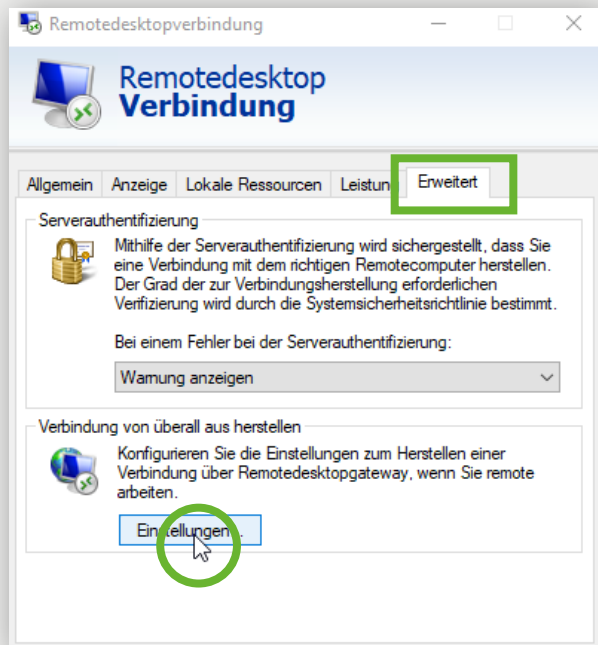 Remotedesktopverbindung
Remotedesktop
Verbindung
Allgemein Anzeige Lokale Ressourcen Leistun Erweitert
Serverauthentifizierung
Mithilfe der Serverauthentifizierung wird sichergestellt, dass Sie
eine Verbindung mit dem richtigen Remotecomputer herstellen.
Der Grad der zur Verbindungsherstellung erforderlichen
Verifizierung wird durch die Systemsicherheitsrichtlinie bestimmt.
Bei einem Fehler bei der Serverauthentifizierung:
Warnung anzeigen
Verbindung von überall aus herstellen
Konfigurieren Sie die Einstellungen zum Herstellen einer
Verbindung über Remotedesktopgateway, wenn Sie remote
arbeiten.
Einstellungen...